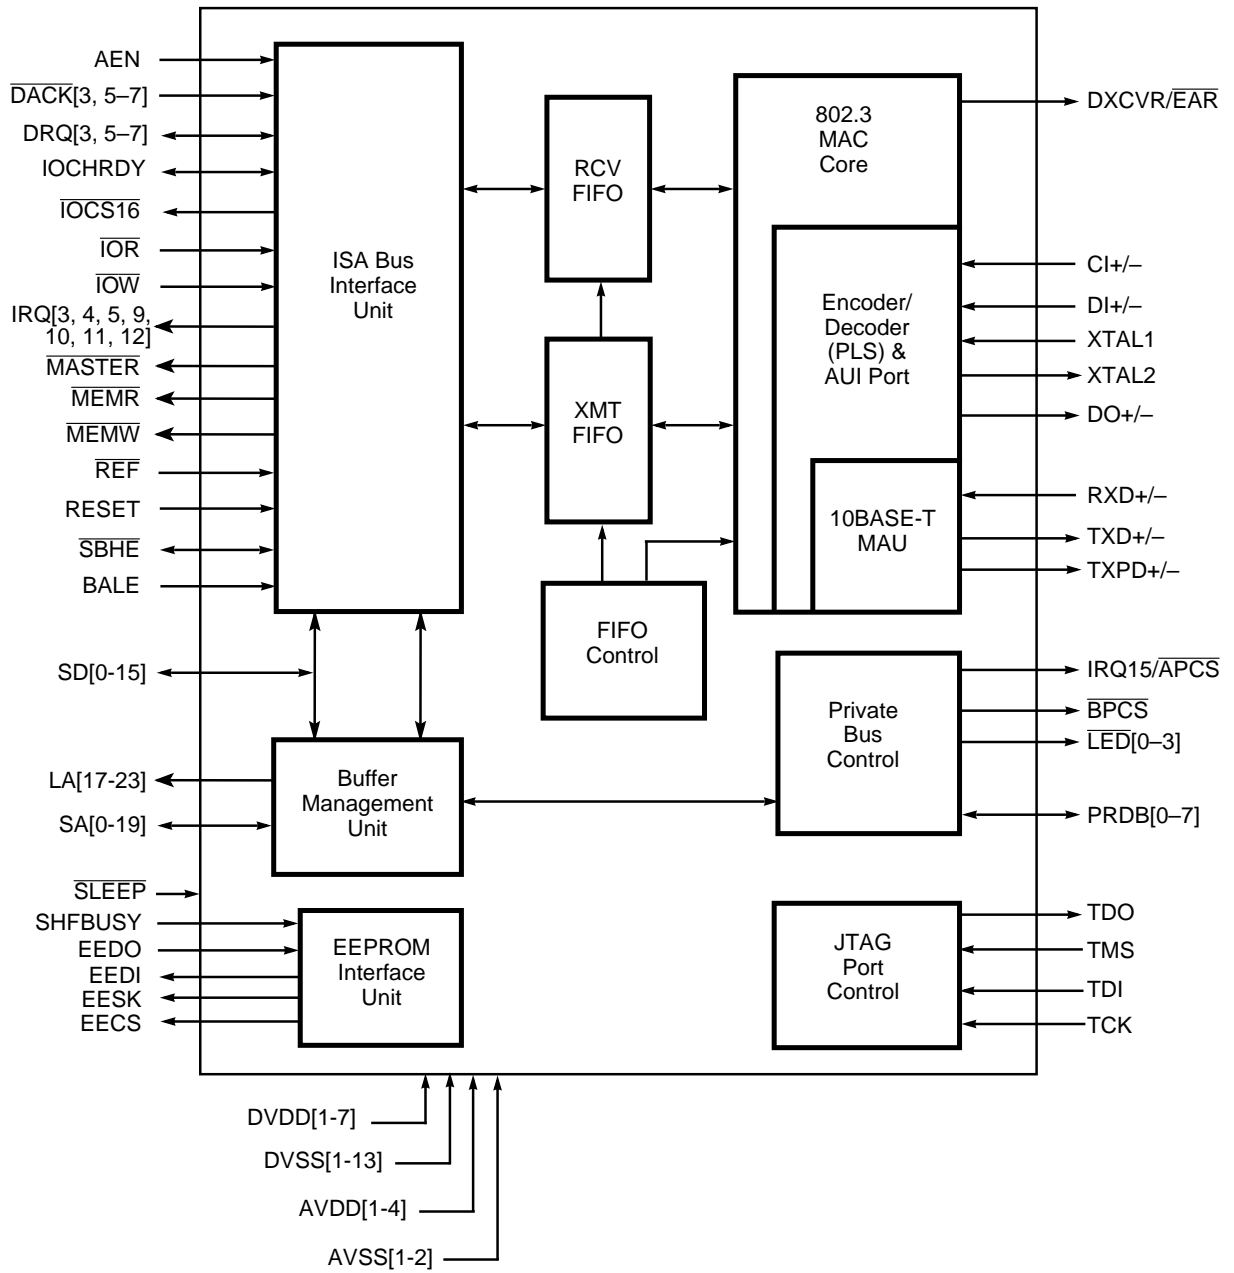 AEN
DACK[3, 5–7]
DRQ[3, 5–7]
IOCHRDY
IOCS16
IOR
IOW
IRQ[3, 4, 5, 9,
10, 11, 12]
MASTER
MEMR
MEMW
REF
RESET
SBHE
BALE
SD[0-15]
LA[17-23]
SA[0-19]
SLEEP
SHFBUSY
EEDO
EEDI
EESK
EECS
ISA Bus
Interface
Unit
Buffer
Management
Unit
EEPROM
Interface
Unit
RCV
FIFO
XMT
FIFO
FIFO
Control
802.3
MAC
Core
Encoder/
Decoder
(PLS) &
AUI Port
10BASE-T
MAU
Private
Bus
Control
JTAG
Port
Control
DXCVR/EAR
CI+/–
DI+/–
XTAL1
XTAL2
DO+/–
RXD+/–
TXD+/–
TXPD+/–
IRQ15/APCS
BPCS
LED[0–3]
PRDB[0–7]
TDO
TMS
TDI
TCK
DVDD[1-7]
DVSS[1-13]
AVDD[1-4]
AVSS[1-2]